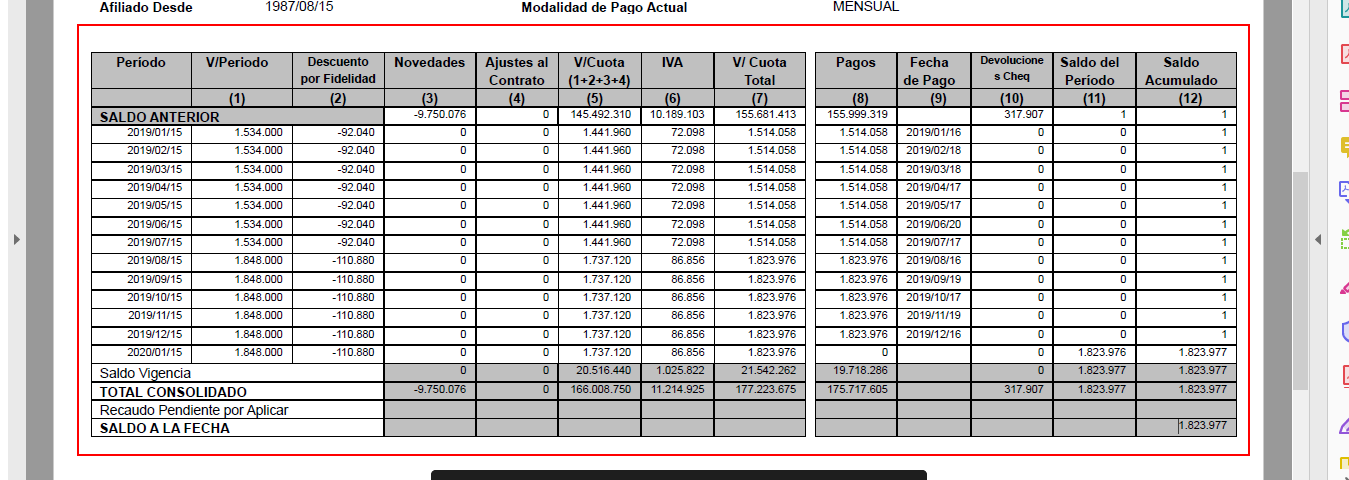 Afiliado Desde 1987/08/15 Modalidad de Pago Actual MENSUAL
Período V/Periodo Descuento por Fidelidad Novedades Ajustes al Contrato V/Cuota (1+2+3+4) IVA V/ Cuota Total Pagos Fecha de Pago Devoluciones Cheq Saldo del Período Saldo Acumulado
(1) (2) (3) (4) (5) (6) (7) (8) (9) (10) (11) (12)
SALDO ANTERIOR -9.750.076 0 145.492.310 10.189.103 155.681.413 155.999.319 317.907 1 1
2019/01/15 1.534.000 -92.040 0 0 1.441.960 72.098 1.514.058 1.514.058 2019/01/16 0 0 1
2019/02/15 1.534.000 -92.040 0 0 1.441.960 72.098 1.514.058 1.514.058 2019/02/18 0 0 1
2019/03/15 1.534.000 -92.040 0 0 1.441.960 72.098 1.514.058 1.514.058 2019/03/18 0 0 1
2019/04/15 1.534.000 -92.040 0 0 1.441.960 72.098 1.514.058 1.514.058 2019/04/17 0 0 1
2019/05/15 1.534.000 -92.040 0 0 1.441.960 72.098 1.514.058 1.514.058 2019/05/17 0 0 1
2019/06/15 1.534.000 -92.040 0 0 1.441.960 72.098 1.514.058 1.514.058 2019/06/20 0 0 1
2019/07/15 1.534.000 -92.040 0 0 1.441.960 72.098 1.514.058 1.514.058 2019/07/17 0 0 1
2019/08/15 1.848.000 -110.880 0 0 1.737.120 86.856 1.823.976 1.823.976 2019/08/16 0 0 1
2019/09/15 1.848.000 -110.880 0 0 1.737.120 86.856 1.823.976 1.823.976 2019/09/19 0 0 1
2019/10/15 1.848.000 -110.880 0 0 1.737.120 86.856 1.823.976 1.823.976 2019/10/17 0 0 1
2019/11/15 1.848.000 -110.880 0 0 1.737.120 86.856 1.823.976 1.823.976 2019/11/19 0 0 1
2019/12/15 1.848.000 -110.880 0 0 1.737.120 86.856 1.823.976 1.823.976 2019/12/16 0 0 1
2020/01/15 1.848.000 -110.880 0 0 1.737.120 86.856 1.823.976 0 0 1.823.976 1.823.977
Saldo Vigencia 0 0 20.516.440 1.025.822 21.542.262 19.718.286 0 1.823.977 1.823.977
TOTAL CONSOLIDADO -9.750.076 0 166.008.750 11.214.925 177.223.675 175.717.605 317.907 1.823.977 1.823.977
Recaudo Pendiente por Aplicar
SALDO A LA FECHA 1.823.977